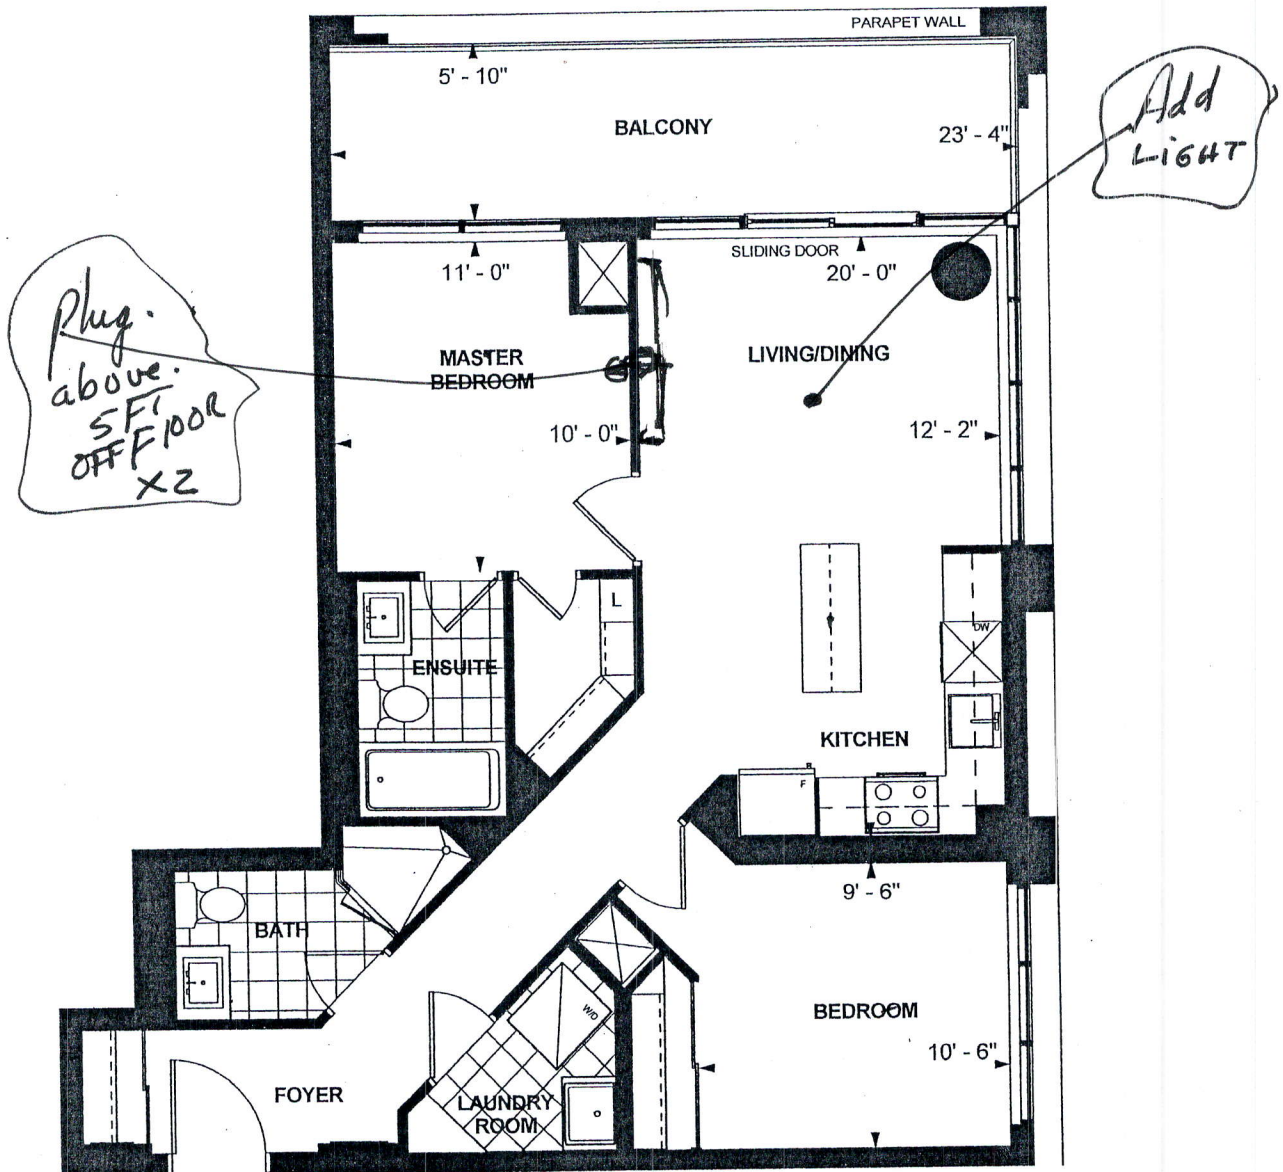 PARAPET WALL
5' - 10"
BALCONY
23' - 4"
Add
LIGHT
SLIDING DOOR
11' - 0"
20' - 0"
Plug.
above.
5FT
OFF FlOOR
X2
MASTER
BEDROOM
LIVING/DINING
10' - 0"
12' - 2"
L
DW
ENSUITE
KITCHEN
F
9' - 6"
BATH
W/D
BEDROOM
10' - 6"
FOYER
LAUNDRY
ROOM